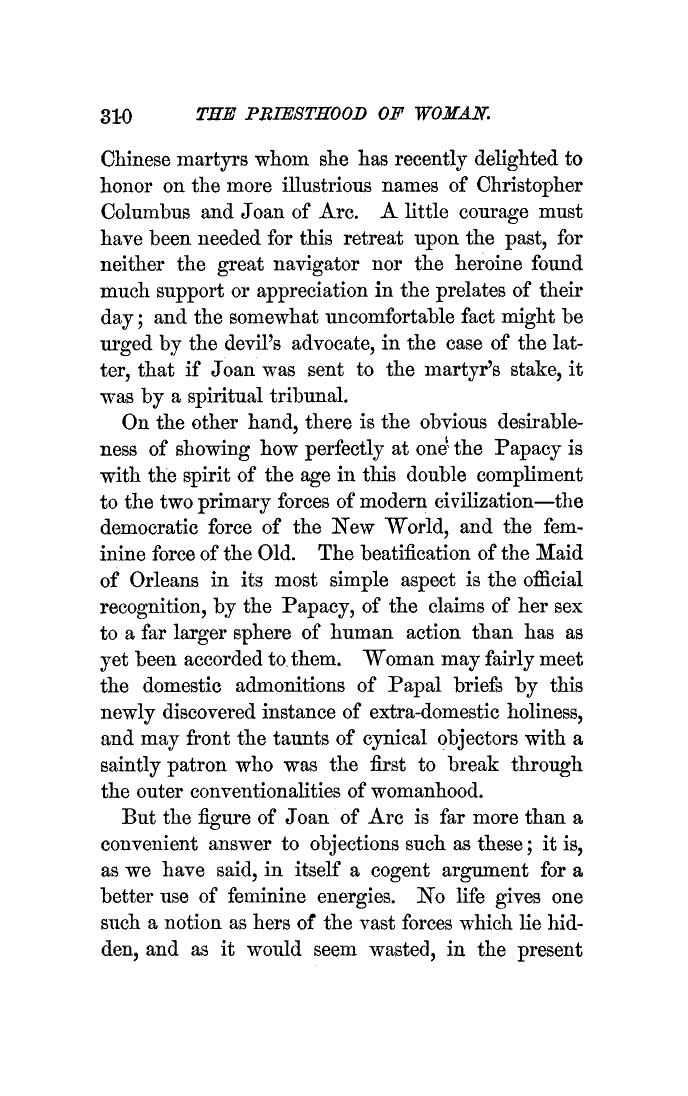 310 THE PRIESTHOOD OF WOMAN.
Chinese martyrs whom she has recently delighted to
honor on the more illustrious names of Christopher
Columbus and Joan of Arc. A little courage must
have been needed for this retreat upon the past, for
neither the great navigator nor the heroine found
much support or appreciation in the prelates of their
day; and the somewhat uncomfortable fact might be
urged by the devil's advocate, in the case of the lat-
ter, that if Joan was sent to the martyr's stake, it
was by a spiritual tribunal.
On the other hand, there is the obvious desirable-
ness of showing how perfectly at one the Papacy is
with the spirit of the age in this double compliment
to the two primary forces of modern civilization—the
democratic force of the New World, and the fem-
inine force of the Old. The beatification of the Maid
of Orleans in its most simple aspect is the official
recognition, by the Papacy, of the claims of her sex
to a far larger sphere of human action than has as
yet been accorded to them. Woman may fairly meet
the domestic admonitions of Papal briefs by this
newly discovered instance of extra-domestic holiness,
and may front the taunts of cynical objectors with a
saintly patron who was the first to break through
the outer conventionalities of womanhood.
But the figure of Joan of Arc is far more than a
convenient answer to objections such as these; it is,
as we have said, in itself a cogent argument for a
better use of feminine energies. No life gives one
such a notion as hers of the vast forces which lie hid-
den, and as it would seem wasted, in the present